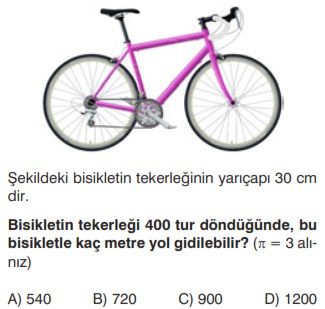 Şekildeki bisikletin tekerleğinin yarıçapı 30 cm
dir.
Bisikletin tekerleği 400 tur döndüğünde, bu
bisikletle kaç metre yol gidilebilir? (π = 3 alı-
nız)
A) 540 B) 720 C) 900 D) 1200